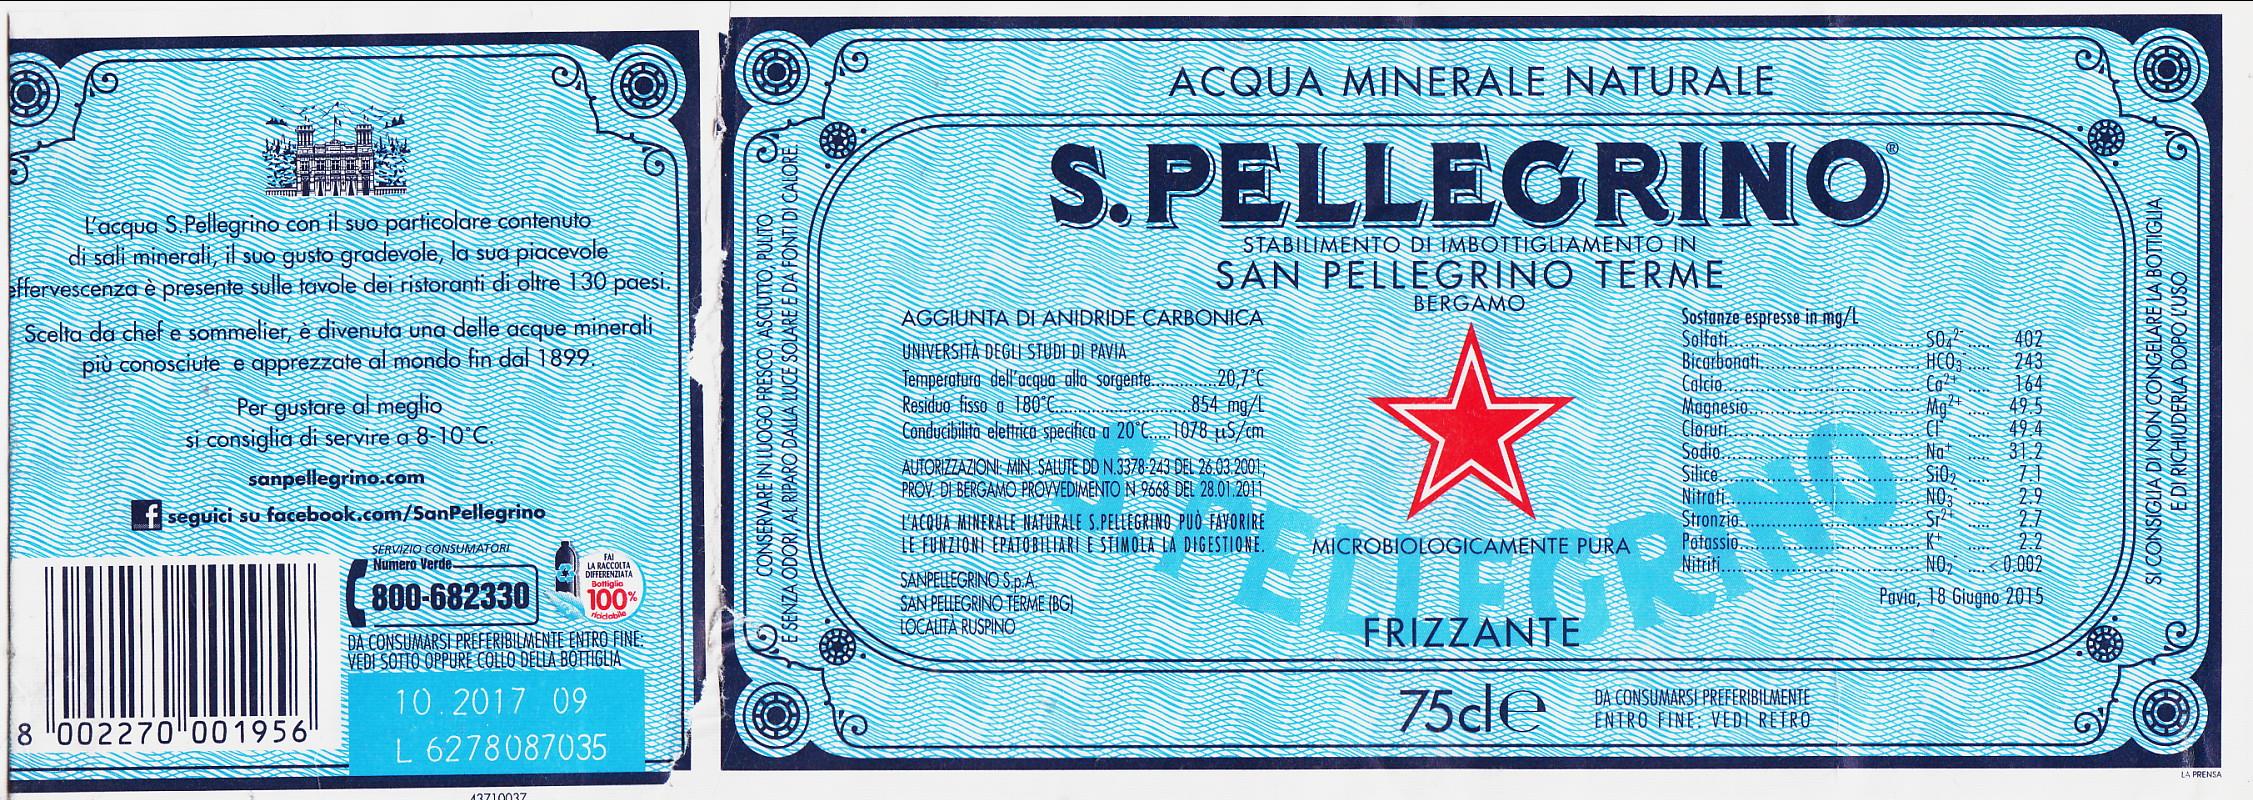 L'acqua S.Pellegrino con il suo particolare contenuto
di sali minerali, il suo gusto gradevole, la sua piacevole
effervescenza è presente sulle tavole dei ristoranti di oltre 130 paesi.
Scelta da chef e sommelier, è divenuta una delle acque minerali
più conosciute e apprezzate al mondo fin dal 1899.
Per gustare al meglio
si consiglia di servire a 8-10°C.
sanpellegrino.com
f seguici su facebook.com/SanPellegrino
SERVIZIO CONSUMATORI
Numero Verde
800-682330
FAI
LA RACCOLTA
DIFFERENZIATA
Bottiglia
100%
riciclabile
DA CONSUMARSI PREFERIBILMENTE ENTRO FINE:
VEDI SOTTO OPPURE COLLO DELLA BOTTIGLIA
10.2017 09
L 6278087035
8 002270 001956
43710037
CONSERVARE IN LUOGO FRESCO, ASCIUTTO, PULITO
E SENZA ODORI AL RIPARO DALLA LUCE SOLARE E DA FONTI DI CALORE.
ACQUA MINERALE NATURALE
S.PELLEGRINO®
STABILIMENTO DI IMBOTTIGLIAMENTO IN
SAN PELLEGRINO TERME
BERGAMO
AGGIUNTA DI ANIDRIDE CARBONICA
UNIVERSITÀ DEGLI STUDI DI PAVIA
Temperatura dell'acqua alla sorgente..............20,7°C
Residuo fisso a 180°C.............................854 mg/L
Conducibilità elettrica specifica a 20°C.....1078 µS/cm
AUTORIZZAZIONI: MIN. SALUTE DD N.3378-243 DEL 26.03.2001;
PROV. DI BERGAMO PROVVEDIMENTO N 9668 DEL 28.01.2011
L'ACQUA MINERALE NATURALE S.PELLEGRINO PUÒ FAVORIRE
LE FUNZIONI EPATOBILIARI E STIMOLA LA DIGESTIONE.
SANPELLEGRINO S.p.A.
SAN PELLEGRINO TERME (BG)
LOCALITÀ RUSPINO
MICROBIOLOGICAMENTE PURA
S.PELLEGRINO
FRIZZANTE
75cl e
DA CONSUMARSI PREFERIBILMENTE
ENTRO FINE: VEDI RETRO
Sostanze espresse in mg/L
Solfati........ SO₄²⁻ ..... 402
Bicarbonati........ HCO₃⁻ ..... 243
Calcio........ Ca²⁺ ..... 164
Magnesio........ Mg²⁺ ..... 49.5
Cloruri........ Cl⁻ ..... 49.4
Sodio........ Na⁺ ..... 31.2
Silice........ SiO₂ ..... 7.1
Nitrati........ NO₃⁻ ..... 2.9
Stronzio........ Sr²⁺ ..... 2.7
Potassio........ K⁺ ..... 2.2
Nitriti........ NO₂⁻ ....< 0.002
Pavia, 18 Giugno 2015
SI CONSIGLIA DI NON CONGELARE LA BOTTIGLIA
E DI RICHIUDERLA DOPO L'USO
LA PRENSA